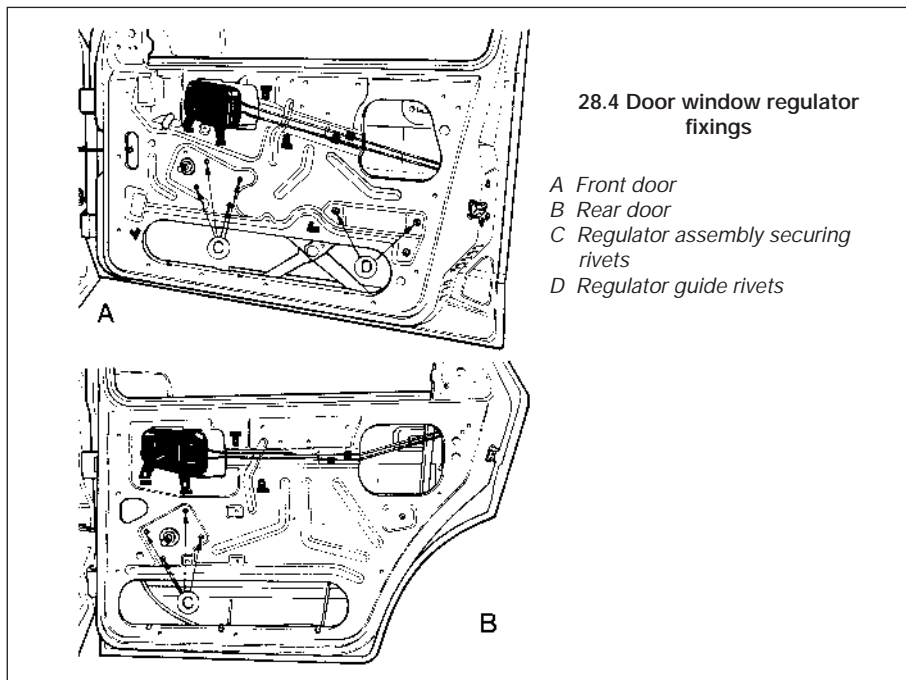 28.4 Door window regulator
fixings
A Front door
B Rear door
C Regulator assembly securing
rivets
D Regulator guide rivets
C
D
A
C
B